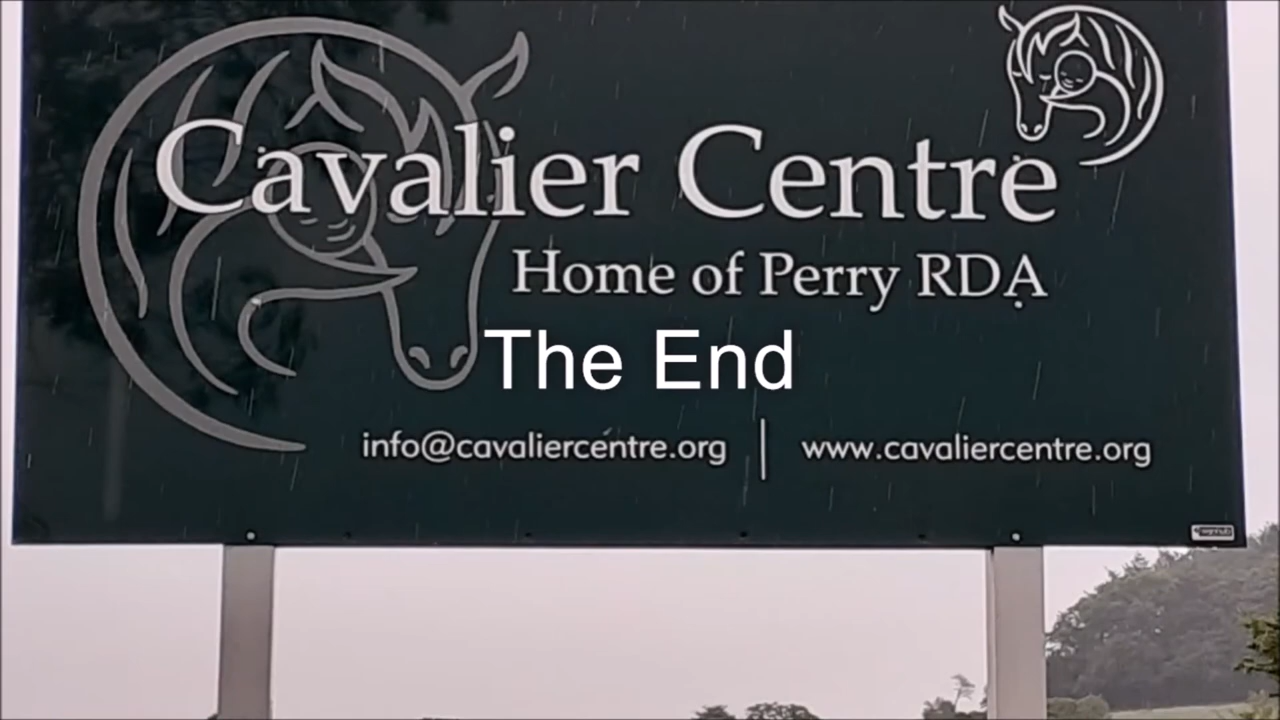 Cavalier Centre
Home of Perry RDA
The End
info@cavaliercentre.org | www.cavaliercentre.org